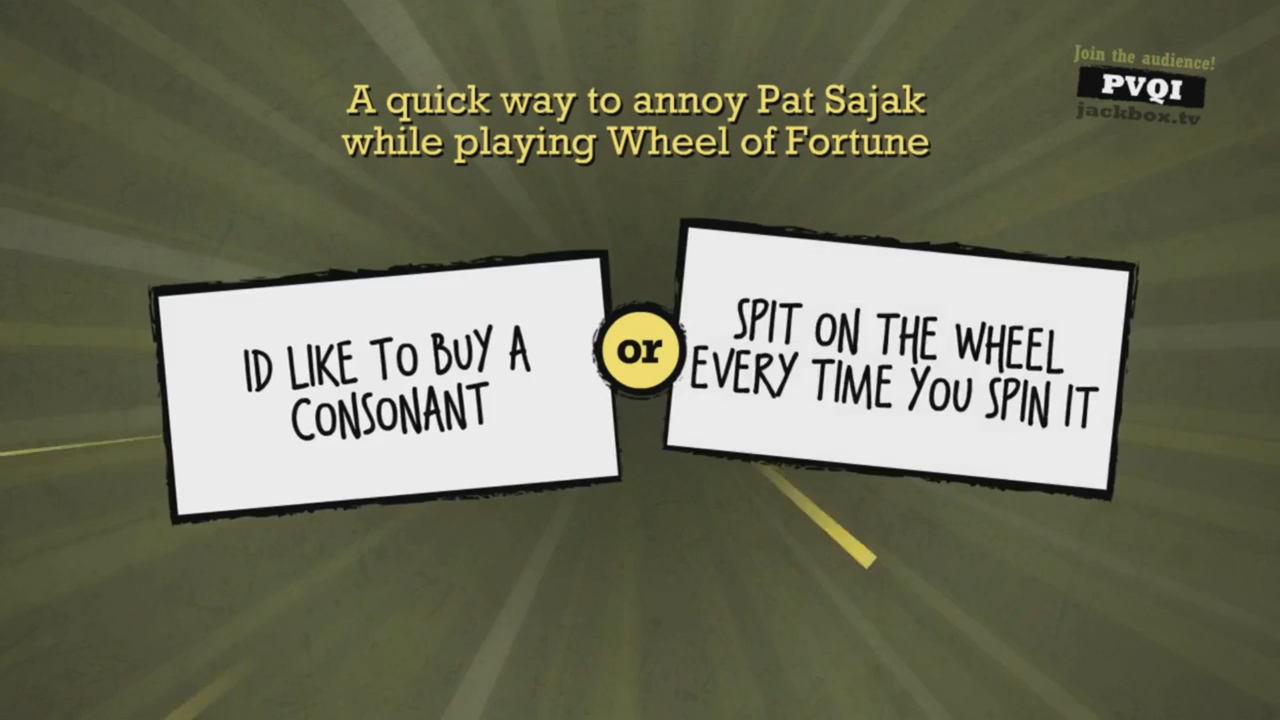 Join the audience!
PVQI
jackbox.tv
A quick way to annoy Pat Sajak
while playing Wheel of Fortune
ID LIKE TO BUY A
CONSONANT
or
SPIT ON THE WHEEL
EVERY TIME YOU SPIN IT